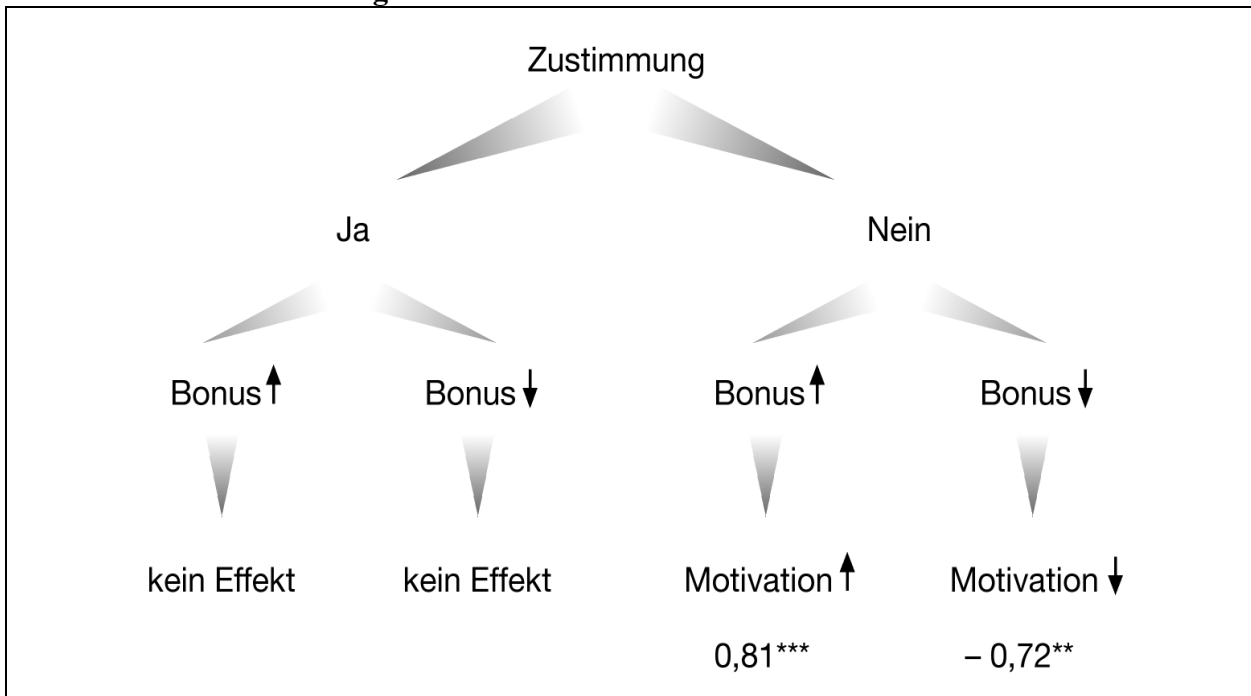 Zustimmung
Ja Nein
Bonus↑ Bonus↓ Bonus↑ Bonus↓
kein Effekt kein Effekt Motivation↑ Motivation↓
0,81*** – 0,72**